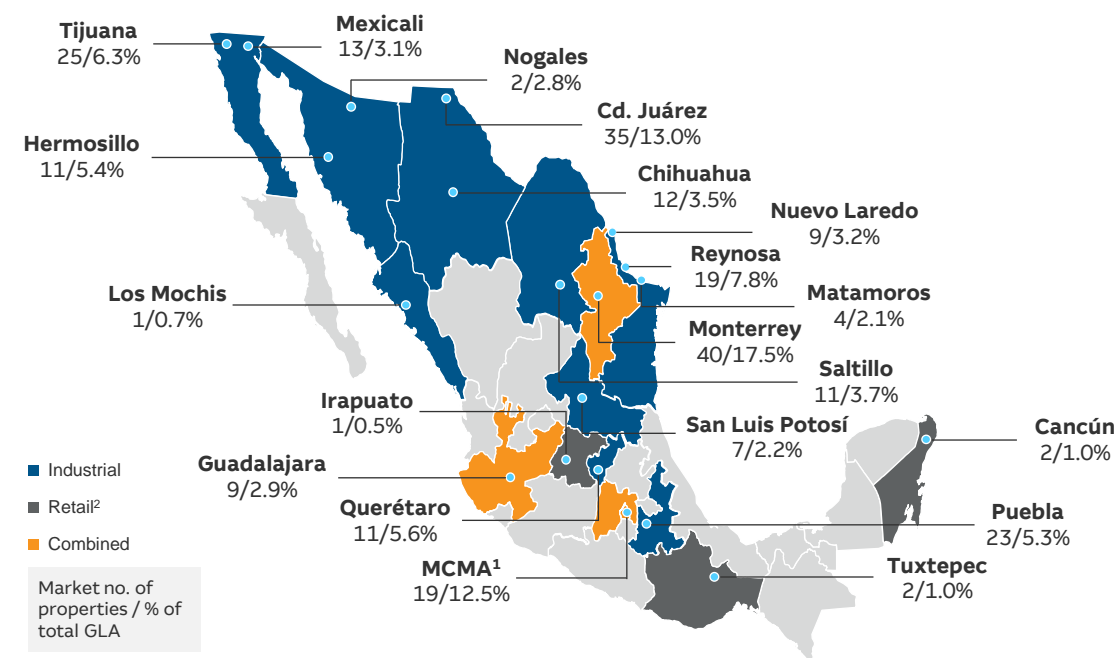 Tijuana
25/6.3%
Mexicali
13/3.1%
Nogales
2/2.8%
Cd. Juárez
35/13.0%
Hermosillo
11/5.4%
Chihuahua
12/3.5%
Nuevo Laredo
9/3.2%
Reynosa
19/7.8%
Los Mochis
1/0.7%
Matamoros
4/2.1%
Monterrey
40/17.5%
Saltillo
11/3.7%
Irapuato
1/0.5%
San Luis Potosí
7/2.2%
Cancún
2/1.0%
Guadalajara
9/2.9%
Querétaro
11/5.6%
Puebla
23/5.3%
MCMA¹
19/12.5%
Tuxtepec
2/1.0%
Industrial
Retail²
Combined
Market no. of
properties / % of
total GLA